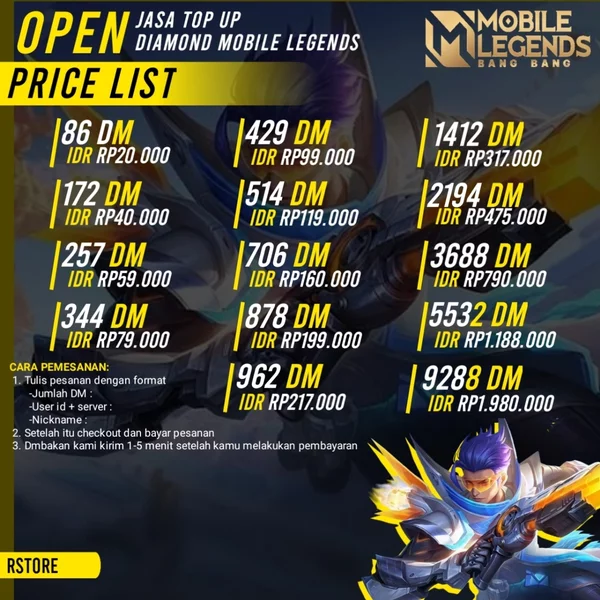 OPEN JASA TOP UP
DIAMOND MOBILE LEGENDS
MOBILE
LEGENDS
BANG BANG
PRICE LIST
86 DM
IDR RP20.000
172 DM
IDR RP40.000
257 DM
IDR RP59.000
344 DM
IDR RP79.000
429 DM
IDR RP99.000
514 DM
IDR RP119.000
706 DM
IDR RP160.000
878 DM
IDR RP199.000
962 DM
IDR RP217.000
1412 DM
IDR RP317.000
2194 DM
IDR RP475.000
3688 DM
IDR RP790.000
5532 DM
IDR RP1.188.000
9288 DM
IDR RP1.980.000
CARA PEMESANAN:
1. Tulis pesanan dengan format
-Jumlah DM :
-User id + server :
-Nickname :
2. Setelah itu checkout dan bayar pesanan
3. Dmbakan kami kirim 1-5 menit setelah kamu melakukan pembayaran
RSTORE